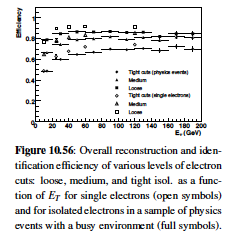 Efficiency
1
0.8
0.6
0.4
0.2
0
Tight cuts (physics events)
Medium
Loose
Tight cuts (single electrons)
Medium
Loose
0 20 40 60 80 100 120 140 160 180 200
E_T (GeV)
Figure 10.56: Overall reconstruction and iden-
tification efficiency of various levels of electron
cuts: loose, medium, and tight isol. as a func-
tion of E_T for single electrons (open symbols)
and for isolated electrons in a sample of physics
events with a busy environment (full symbols).